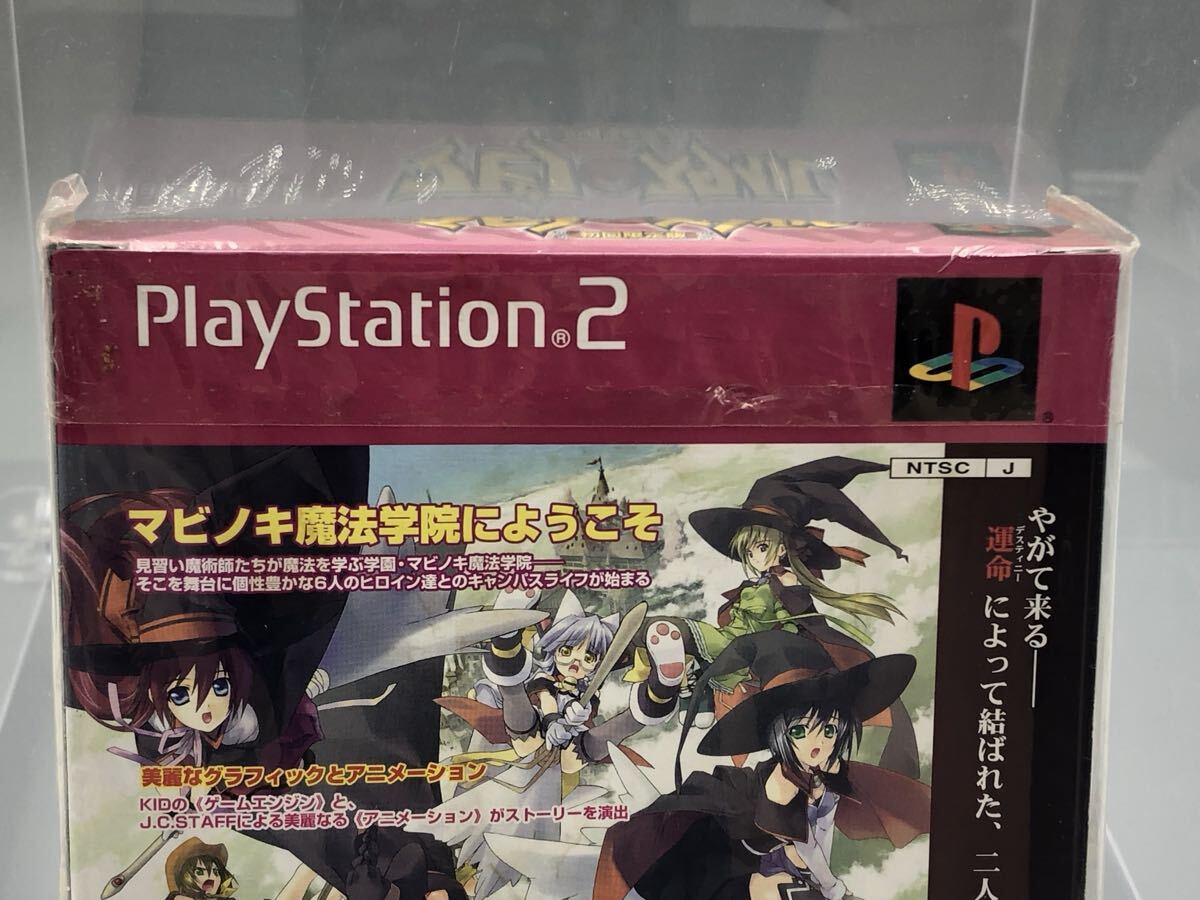 初回限定版
PlayStation®2
NTSC J
マビノキ魔法学院にようこそ
見習い魔術師たちが魔法を学ぶ学園・マビノキ魔法学院――
そこを舞台に個性豊かな6人のヒロイン達とのキャンパスライフが始まる
やがて来る――
デスティニー
運命によって結ばれた、二人
美麗なグラフィックとアニメーション
KIDの《ゲームエンジン》と、
J.C.STAFFによる美麗なる《アニメーション》がストーリーを演出